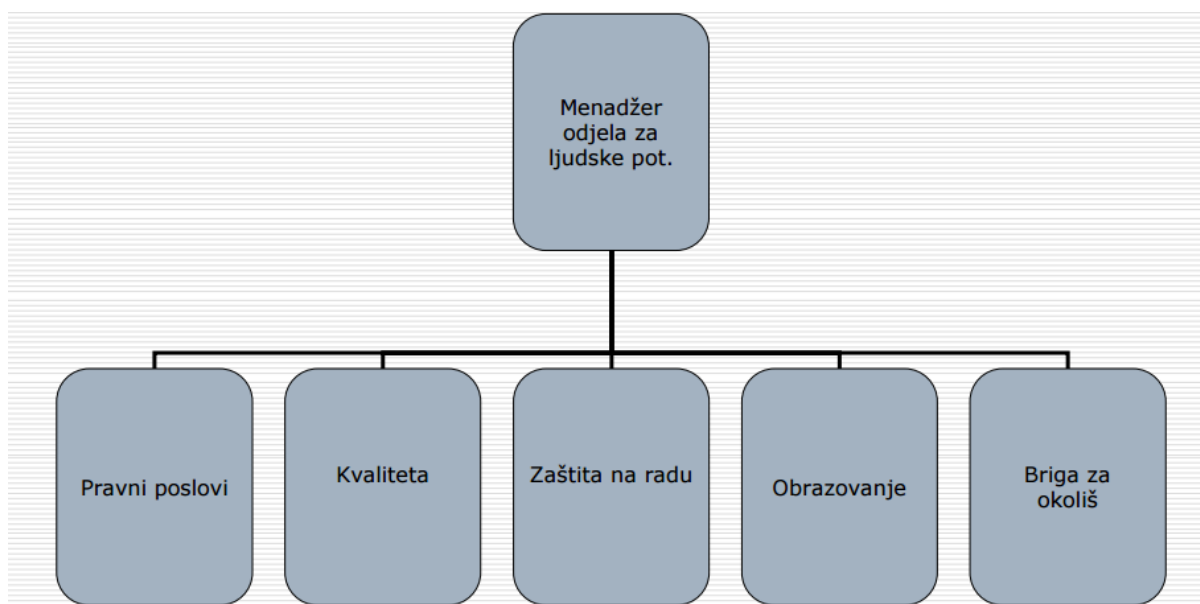 Menadžer
odjela za
ljudske pot.
Pravni poslovi
Kvaliteta
Zaštita na radu
Obrazovanje
Briga za
okoliš